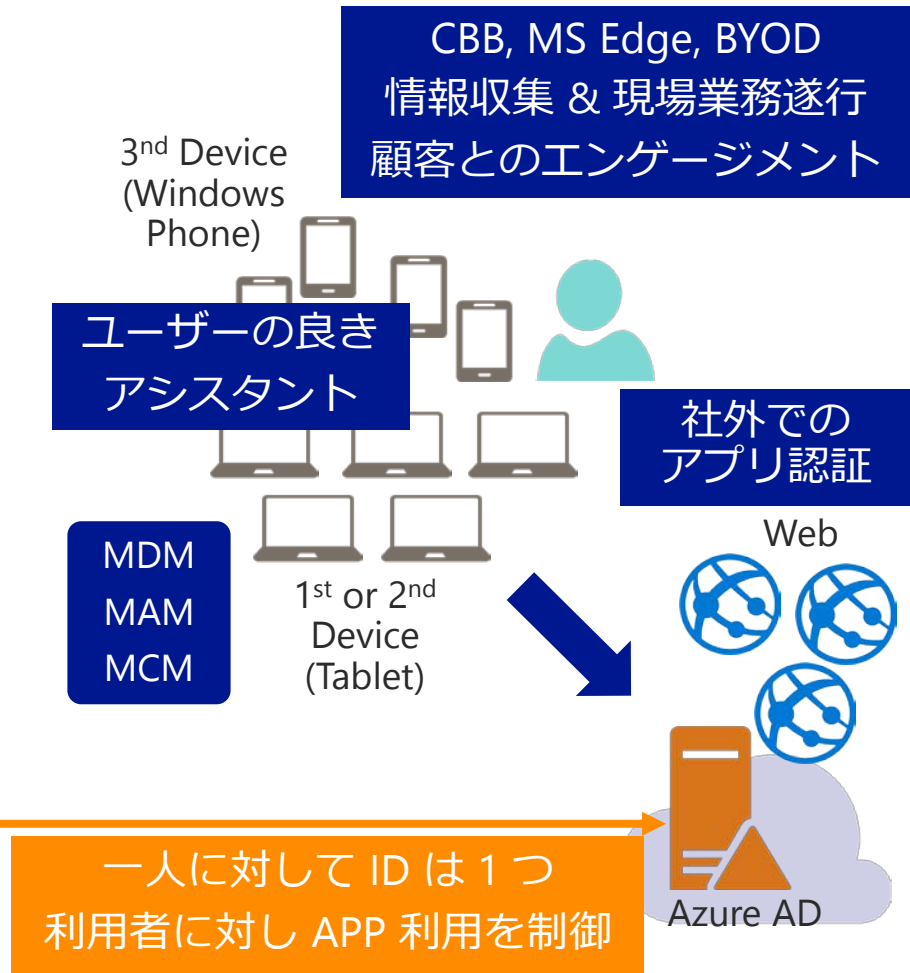 CBB, MS Edge, BYOD
情報収集 & 現場業務遂行
顧客とのエンゲージメント
3nd Device
(Windows
Phone)
ユーザーの良き
アシスタント
社外での
アプリ認証
Web
MDM
MAM
MCM
1st or 2nd
Device
(Tablet)
一人に対して ID は 1 つ
利用者に対し APP 利用を制御
Azure AD